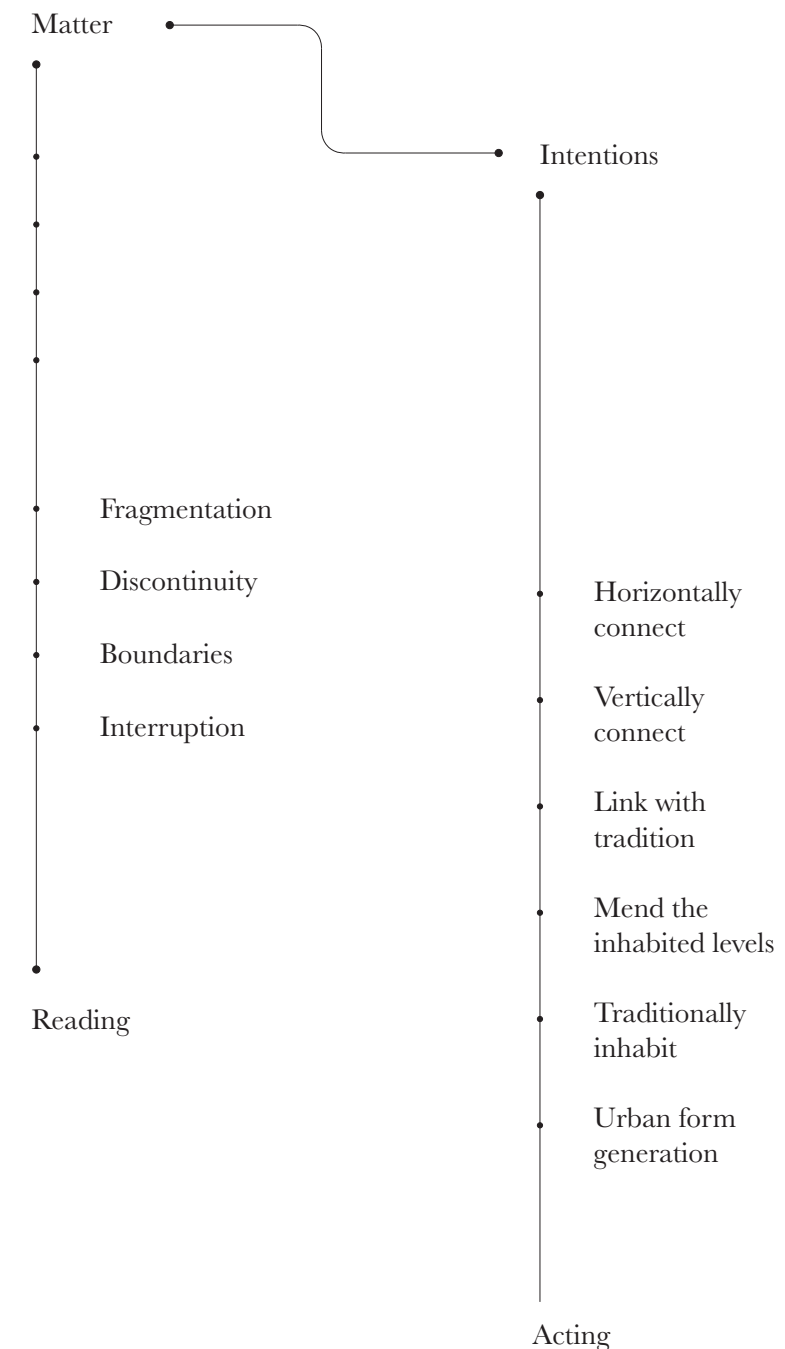 Matter
Intentions
Fragmentation
Discontinuity
Boundaries
Interruption
Reading
Horizontally
connect
Vertically
connect
Link with
tradition
Mend the
inhabited levels
Traditionally
inhabit
Urban form
generation
Acting